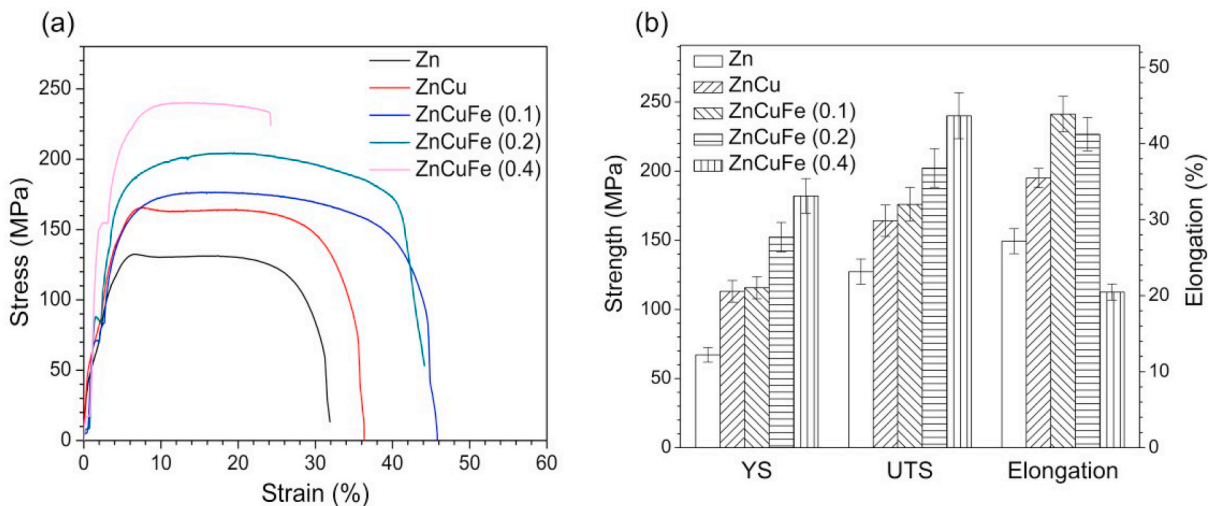 (a)
Stress (MPa)
250
200
150
100
50
0
0 10 20 30 40 50 60
Strain (%)
Zn
ZnCu
ZnCuFe (0.1)
ZnCuFe (0.2)
ZnCuFe (0.4)
(b)
Strength (MPa)
250
200
150
100
50
0
Zn
ZnCu
ZnCuFe (0.1)
ZnCuFe (0.2)
ZnCuFe (0.4)
YS UTS Elongation
50
40
30
20
10
0
Elongation (%)